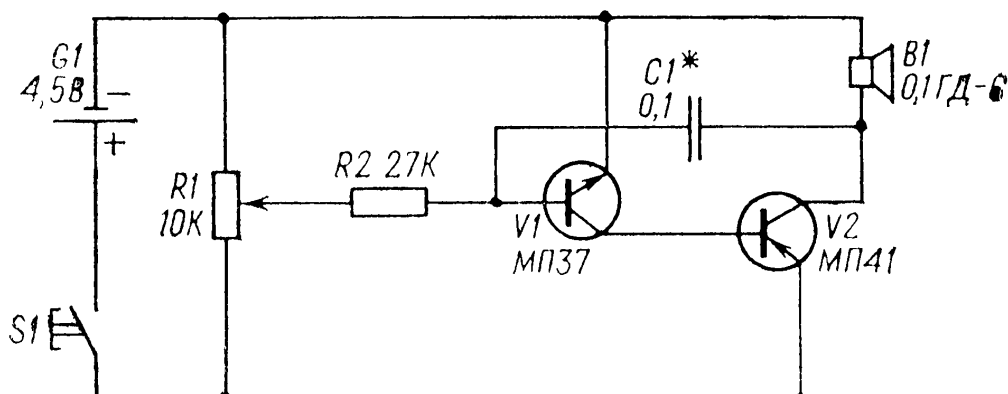 G1
4,5В
−
+
S1
R1
10К
R2 27К
C1*
0,1
V1
МП37
V2
МП41
B1
0,1ГД-6